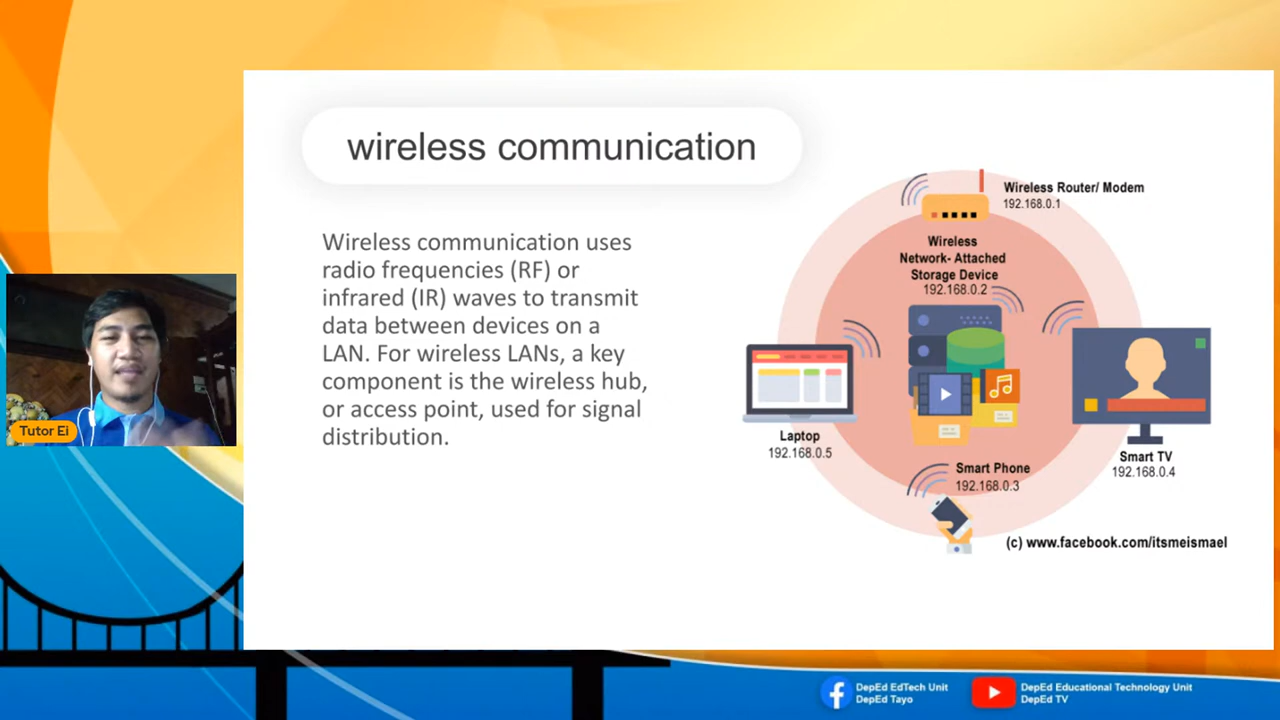 wireless communication
Wireless communication uses
radio frequencies (RF) or
infrared (IR) waves to transmit
data between devices on a
LAN. For wireless LANs, a key
component is the wireless hub,
or access point, used for signal
distribution.
Wireless Router/ Modem
192.168.0.1
Wireless
Network- Attached
Storage Device
192.168.0.2
Laptop
192.168.0.5
Smart TV
192.168.0.4
Smart Phone
192.168.0.3
(c) www.facebook.com/itsmeismael
Tutor Ei
DepEd EdTech Unit
DepEd Tayo
DepEd Educational Technology Unit
DepEd TV